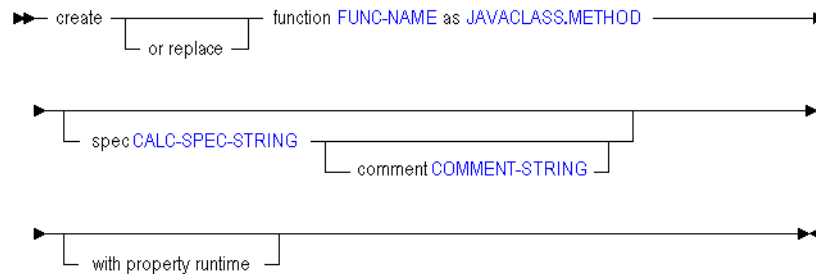 create function FUNC-NAME as JAVACLASS.METHOD
or replace
spec CALC-SPEC-STRING
comment COMMENT-STRING
with property runtime